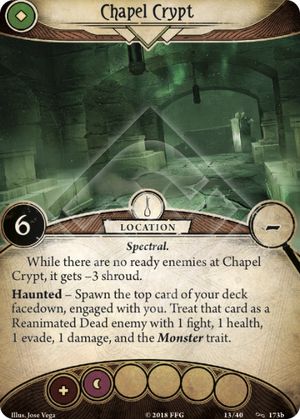 Chapel Crypt
6
LOCATION
–
Spectral.
While there are no ready enemies at Chapel
Crypt, it gets –3 shroud.
Haunted – Spawn the top card of your deck
facedown, engaged with you. Treat that card as a
Reanimated Dead enemy with 1 fight, 1 health,
1 evade, 1 damage, and the Monster trait.
Illus. Jose Vega
© 2018 FFG
13/40
173b